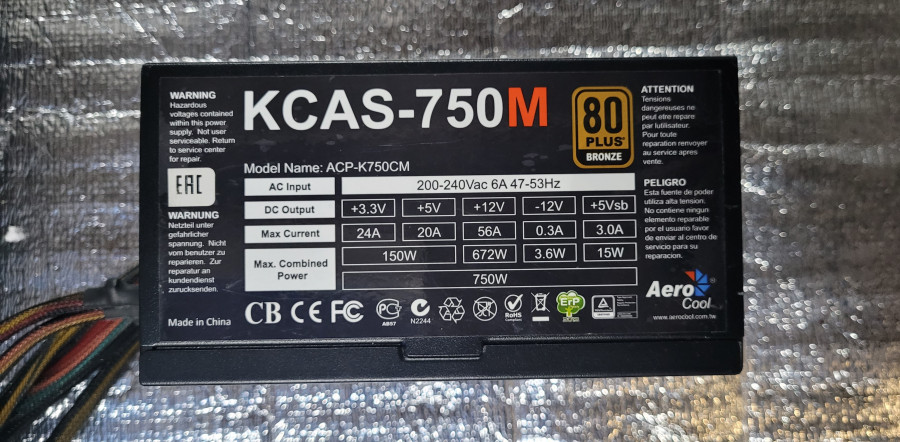 WARNING
Hazardous
voltages contained
within this power
supply. Not user
serviceable. Return
to service center
for repair.
EAC
WARNUNG
Netzteil unter
gefahrlicher
spannung. Nicht
vom benutzer zu
reparieren. Zur
reparatur an
kundendienst
zurucksenden.
Made in China
KCAS-750M
80
PLUS
BRONZE
Model Name: ACP-K750CM
AC Input 200-240Vac 6A 47-53Hz
DC Output +3.3V +5V +12V -12V +5Vsb
Max Current 24A 20A 56A 0.3A 3.0A
Max. Combined
Power
150W 672W 3.6W 15W
750W
CB CE FC
AB57
N2244
RoHS
Compliant
ErP
ATTENTION
Tensions
dangereuses ne
peut etre repare
par lutilisateur.
Pour toute
reparation renvoyer
au service apres
vente.
PELIGRO
Esta fuente de poder
utiliza alta tension.
No contiene ningun
elemento reparable
por el usuario favor
de enviar al centro de
servicio para su
reparacion.
Aero
Cool
www.aerocool.com.tw